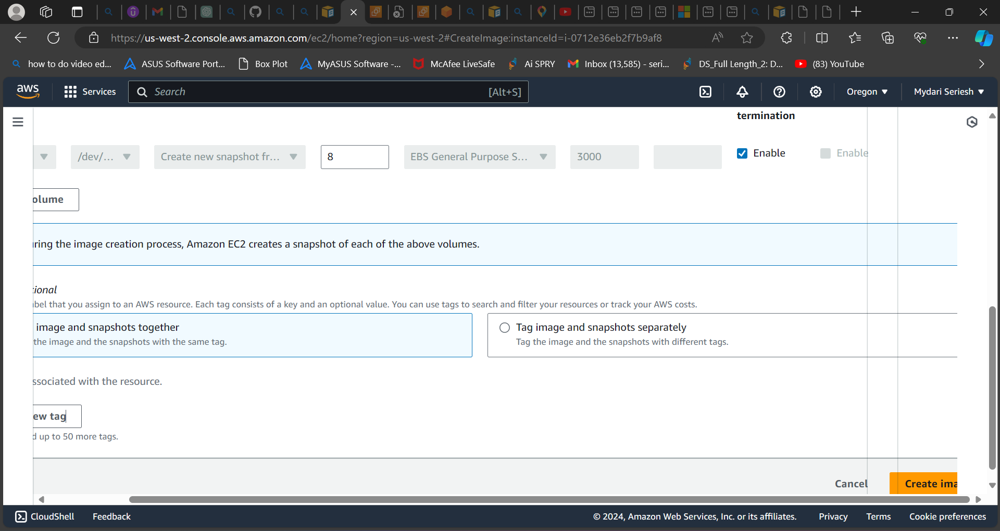 https://us-west-2.console.aws.amazon.com/ec2/home?region=us-west-2#CreateImage:instanceId=i-0712e36eb2f7b9af8
how to do video ed...
ASUS Software Port...
Box Plot
MyASUS Software -...
McAfee LiveSafe
Ai SPRY
Inbox (13,585) - seri...
DS_Full Length_2: D...
(83) YouTube
aws
Services
Search
[Alt+S]
Oregon
Mydari Seriesh
termination
/dev/...
Create new snapshot fr...
8
EBS General Purpose S...
3000
Enable
Enable
olume
ring the image creation process, Amazon EC2 creates a snapshot of each of the above volumes.
ional
bel that you assign to an AWS resource. Each tag consists of a key and an optional value. You can use tags to search and filter your resources or track your AWS costs.
image and snapshots together
the image and the snapshots with the same tag.
Tag image and snapshots separately
Tag the image and the snapshots with different tags.
ssociated with the resource.
ew tag
d up to 50 more tags.
Cancel
Create ima
CloudShell
Feedback
© 2024, Amazon Web Services, Inc. or its affiliates.
Privacy
Terms
Cookie preferences